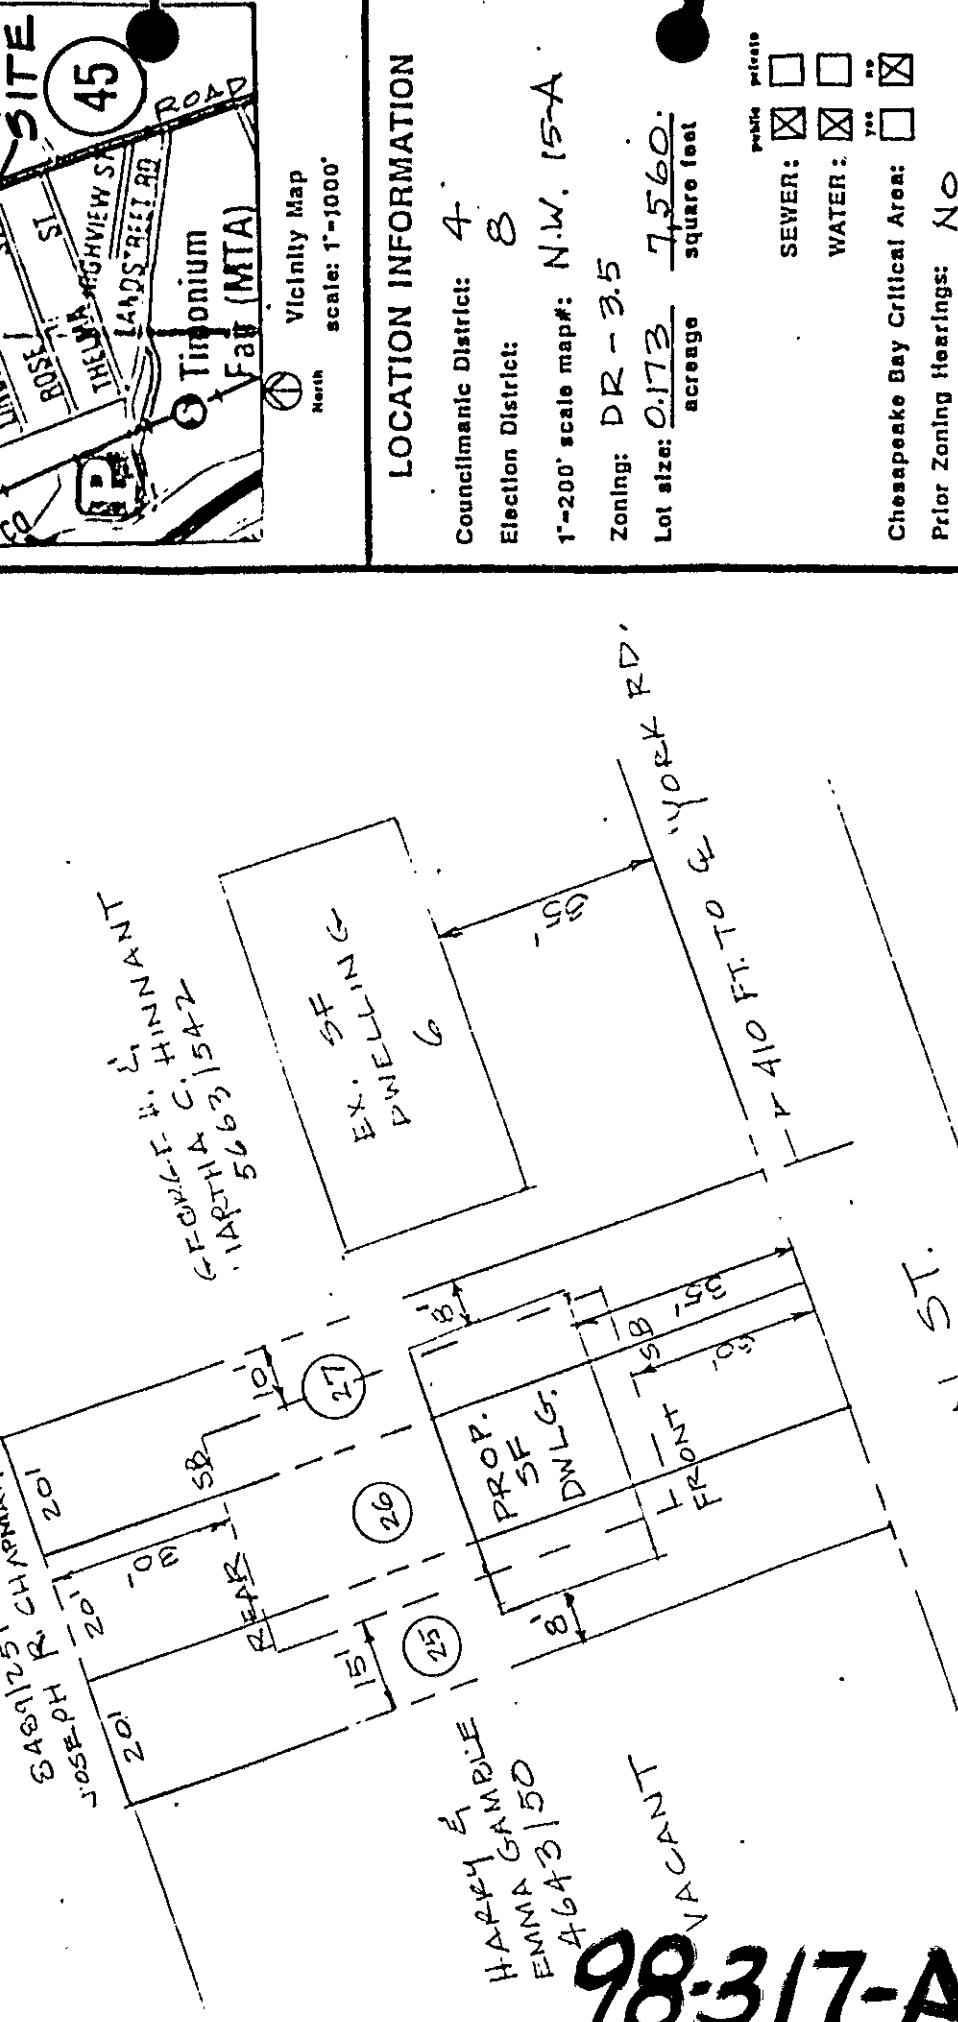 SITE
45
ROAD
ROSE
ST
THELMA
HIGHVIEW
LANDSTREET RD
P
Timonium
Fair (MTA)
North
Vicinity Map
scale: 1"=1000'
LOCATION INFORMATION
Councilmanic District: 4
Election District: 8
1"=200' scale map#: N.W. 15-A
Zoning: DR-3.5
Lot size: 0.173 7,560.
acreage square feet
public private
SEWER: ☒ ☐
WATER: ☒ ☐
yes no
Chesapeake Bay Critical Area: ☐ ☒
Prior Zoning Hearings: No
8489/251
JOSEPH R. CHAPMAN
20'
20'
20'
30'
REAR SB
10'
15'
27
26
25
GEORGE H. &
MARTHA C. HINNANT
5663/542
EX. SF
DWELLING
6
35'
8'
8'
PROP.
SF
DWLG.
35'
FRONT SB
30'
410 FT. TO ℄ YORK RD.
ST.
HARRY &
EMMA GAMBLE
4643/150
VACANT
98-317-A